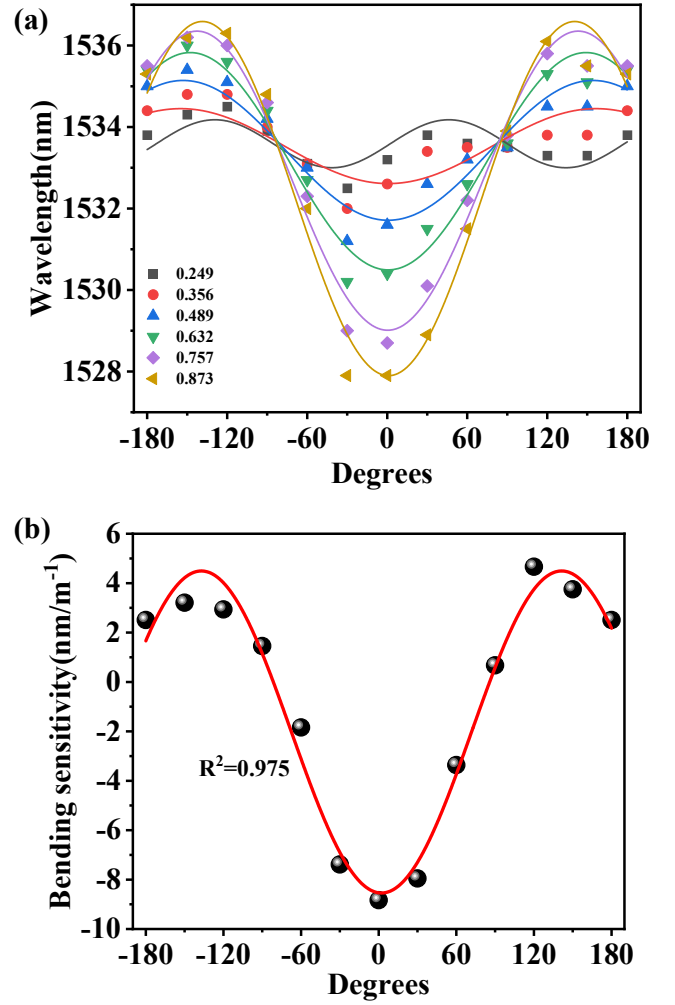 (a)
Wavelength(nm)
1536
1534
1532
1530
1528
0.249
0.356
0.489
0.632
0.757
0.873
-180 -120 -60 0 60 120 180
Degrees
(b)
Bending sensitivity(nm/m⁻¹)
6
4
2
0
-2
-4
-6
-8
-10
R²=0.975
-180 -120 -60 0 60 120 180
Degrees